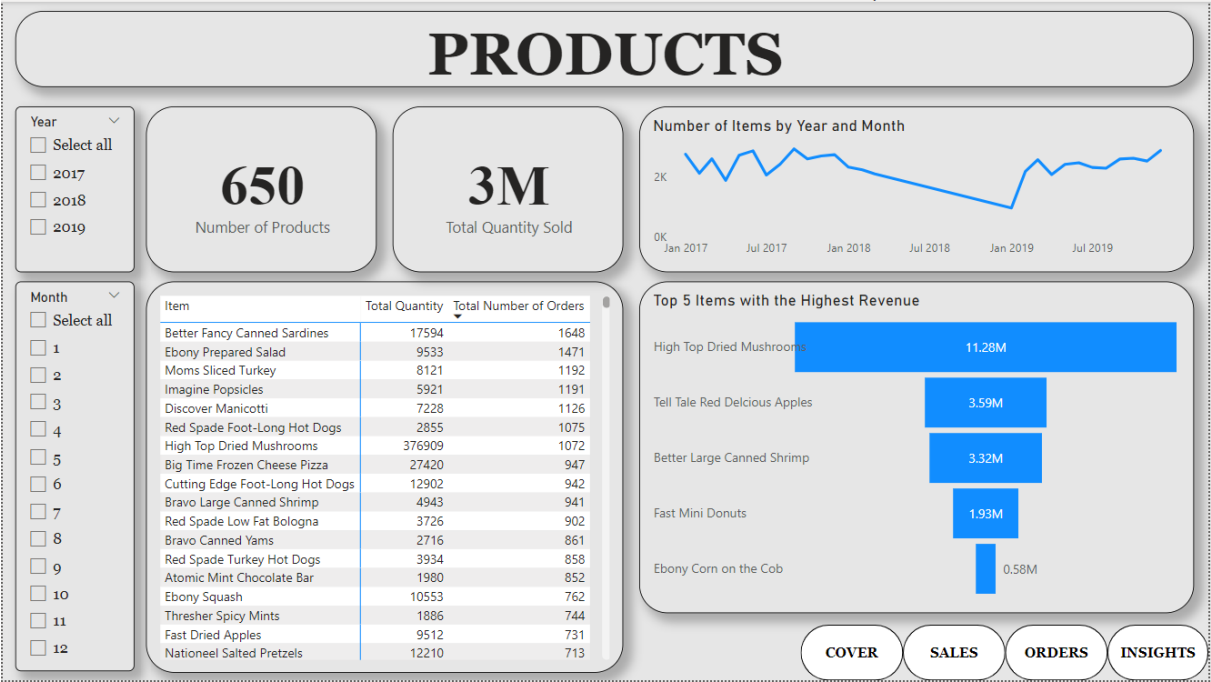 PRODUCTS
Year
Select all
2017
2018
2019
650
Number of Products
3M
Total Quantity Sold
Number of Items by Year and Month
2K
0K
Jan 2017 Jul 2017 Jan 2018 Jul 2018 Jan 2019 Jul 2019
Month
Select all
1
2
3
4
5
6
7
8
9
10
11
12
Item Total Quantity Total Number of Orders
Better Fancy Canned Sardines 17594 1648
Ebony Prepared Salad 9533 1471
Moms Sliced Turkey 8121 1192
Imagine Popsicles 5921 1191
Discover Manicotti 7228 1126
Red Spade Foot-Long Hot Dogs 2855 1075
High Top Dried Mushrooms 376909 1072
Big Time Frozen Cheese Pizza 27420 947
Cutting Edge Foot-Long Hot Dogs 12902 942
Bravo Large Canned Shrimp 4943 941
Red Spade Low Fat Bologna 3726 902
Bravo Canned Yams 2716 861
Red Spade Turkey Hot Dogs 3934 858
Atomic Mint Chocolate Bar 1980 852
Ebony Squash 10553 762
Thresher Spicy Mints 1886 744
Fast Dried Apples 9512 731
Nationeel Salted Pretzels 12210 713
Top 5 Items with the Highest Revenue
High Top Dried Mushrooms 11.28M
Tell Tale Red Delcious Apples 3.59M
Better Large Canned Shrimp 3.32M
Fast Mini Donuts 1.93M
Ebony Corn on the Cob 0.58M
COVER SALES ORDERS INSIGHTS